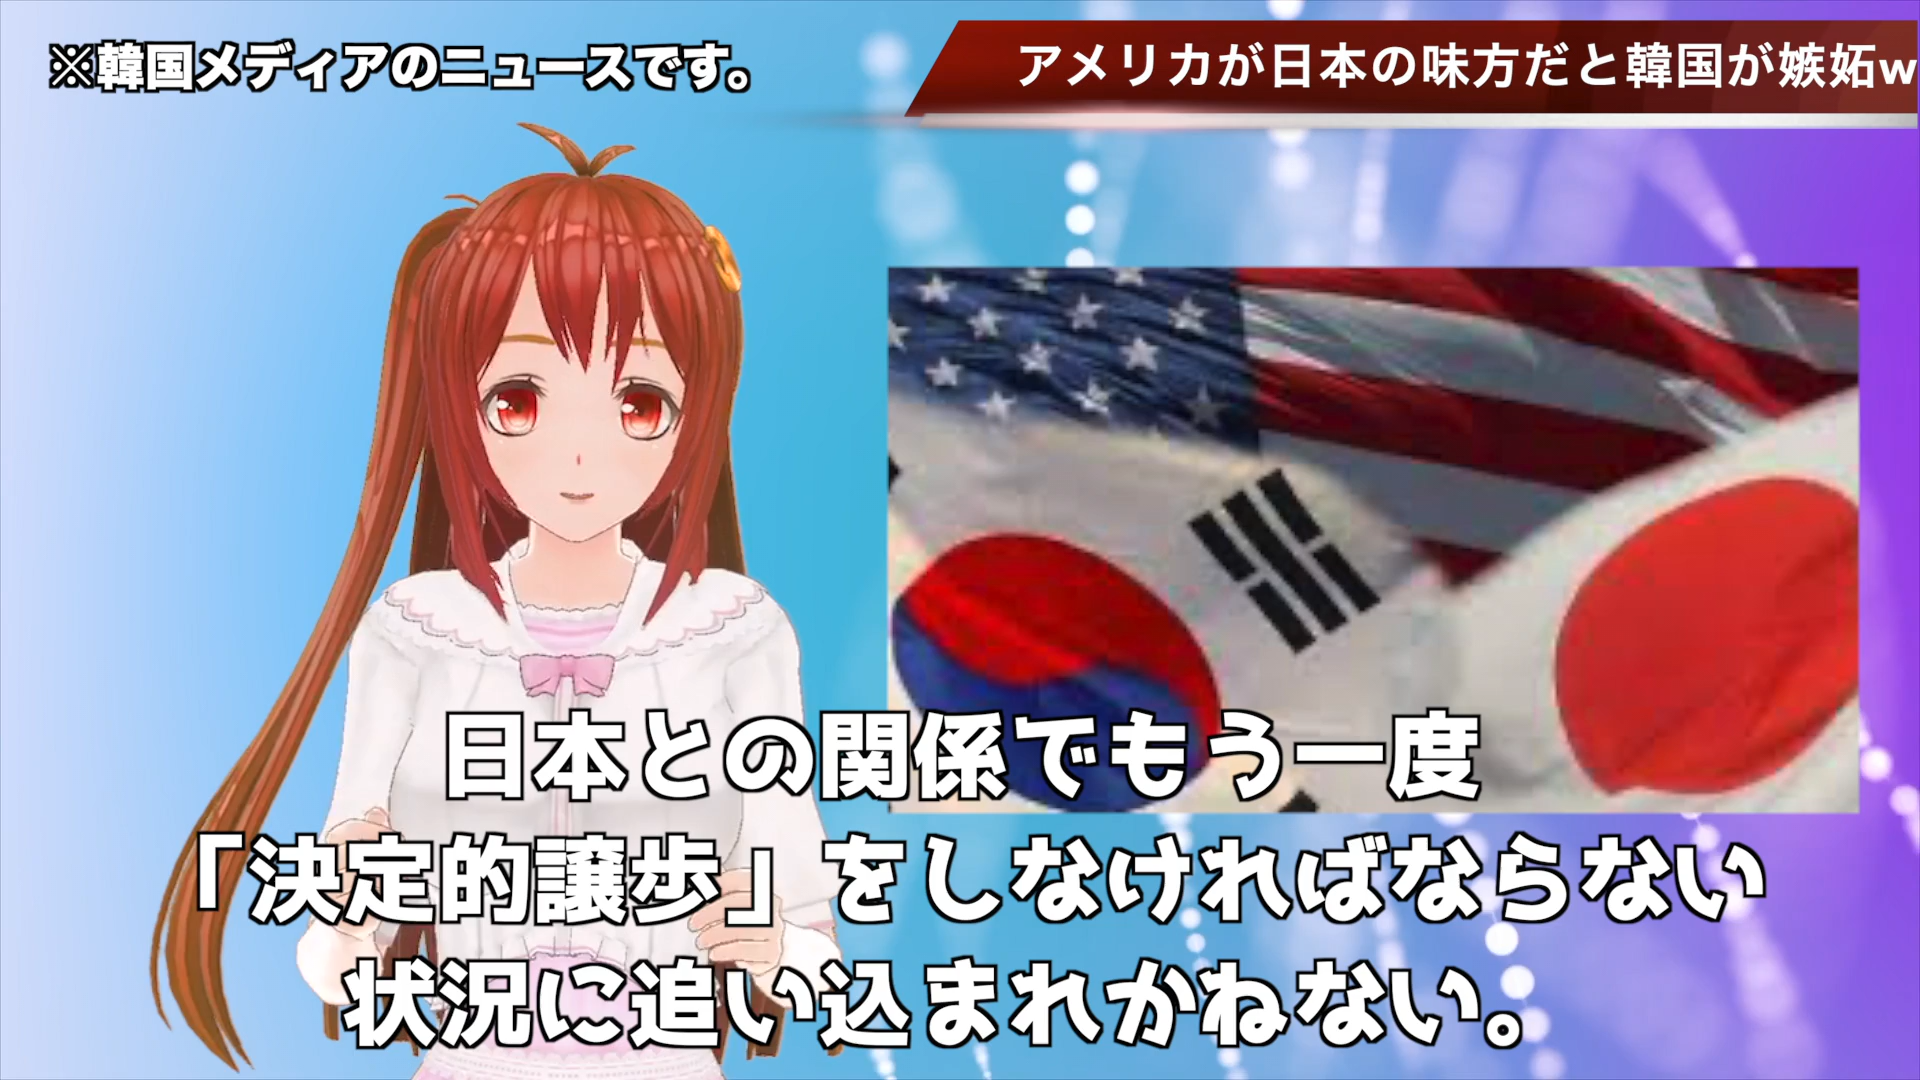 ※韓国メディアのニュースです。
アメリカが日本の味方だと韓国が嫉妬w
日本との関係でもう一度
「決定的譲歩」をしなければならない
状況に追い込まれかねない。